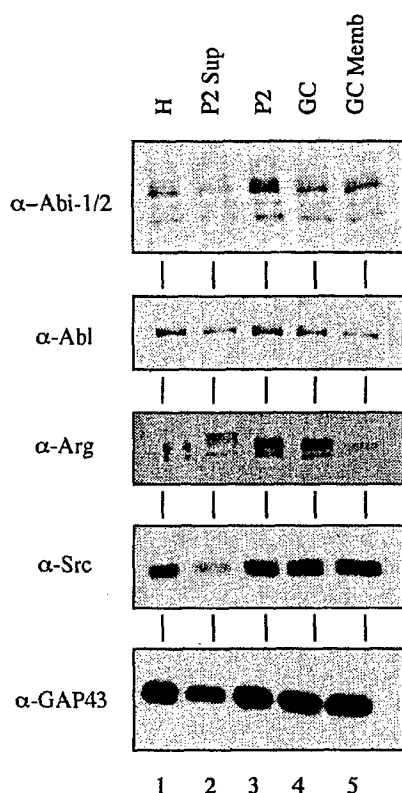 H
P2 Sup
P2
GC
GC Memb
α–Abi-1/2
α-Abl
α-Arg
α-Src
α-GAP43
1 2 3 4 5